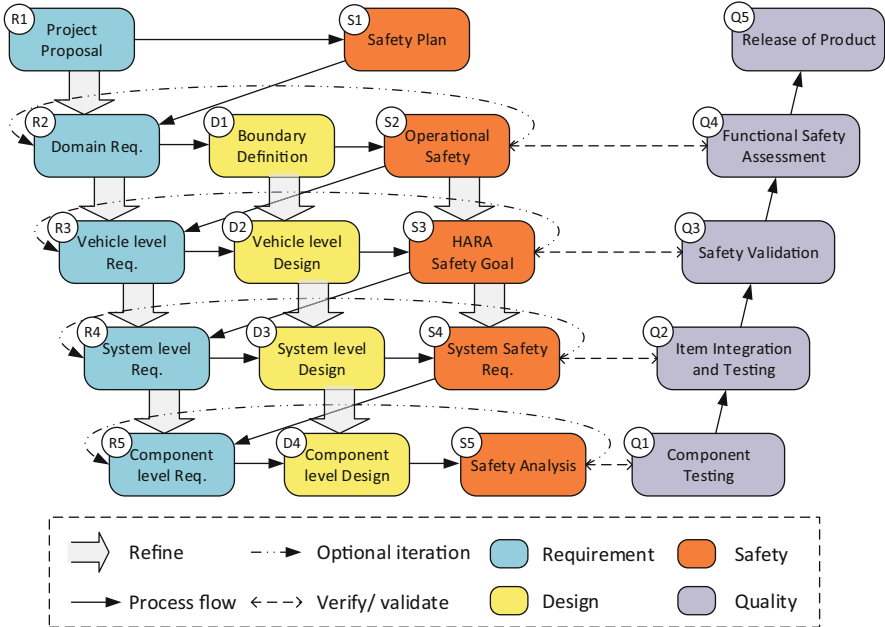 R1
Project
Proposal
S1
Safety Plan
Q5
Release of Product
R2
Domain Req.
D1
Boundary
Definition
S2
Operational
Safety
Q4
Functional Safety
Assessment
R3
Vehicle level
Req.
D2
Vehicle level
Design
S3
HARA
Safety Goal
Q3
Safety Validation
R4
System level
Req.
D3
System level
Design
S4
System Safety
Req.
Q2
Item Integration
and Testing
R5
Component
level Req.
D4
Component
level Design
S5
Safety Analysis
Q1
Component
Testing
Refine
Optional iteration
Requirement
Safety
Process flow
Verify/ validate
Design
Quality